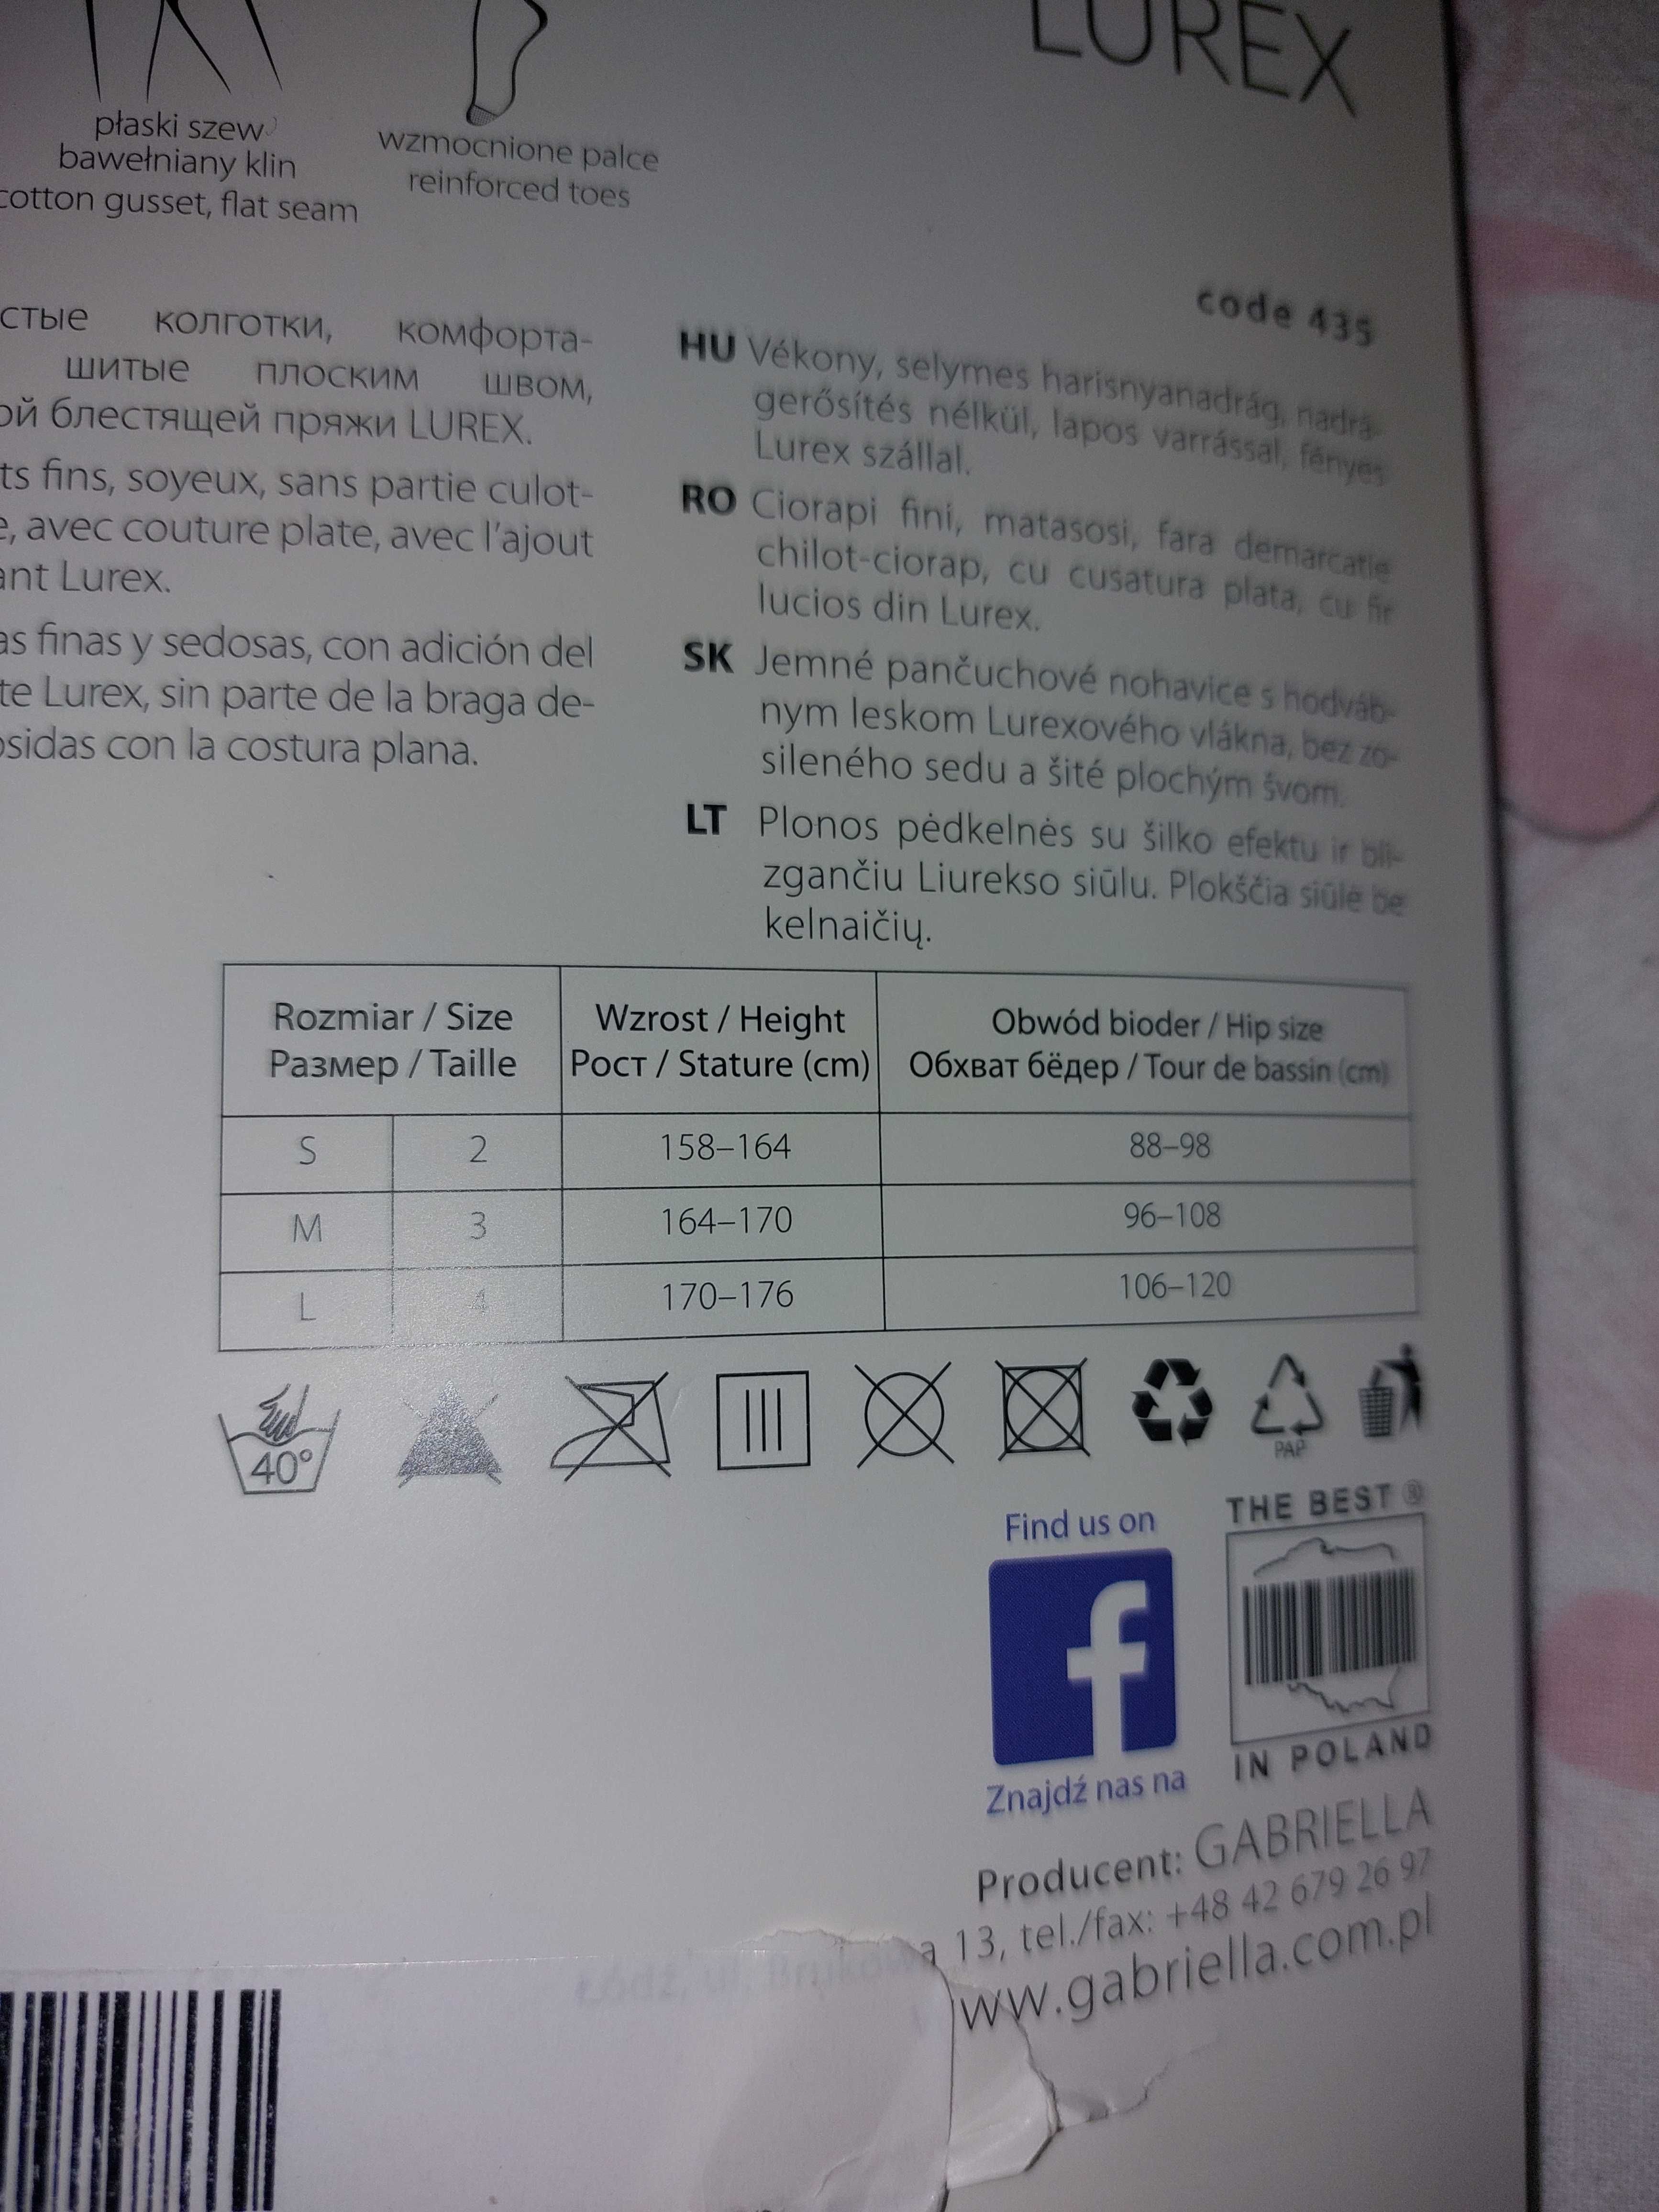 LUREX
płaski szew
bawełniany klin
cotton gusset, flat seam
wzmocnione palce
reinforced toes
code 435
стые колготки, комфорта-
шитые плоским швом,
ой блестящей пряжи LUREX.
ts fins, soyeux, sans partie culot-
e, avec couture plate, avec l'ajout
ant Lurex.
as finas y sedosas, con adición del
te Lurex, sin parte de la braga de-
osidas con la costura plana.
HU Vékony, selymes harisnyanadrág, nadrá-
gerősítés nélkül, lapos varrással, fényes
Lurex szállal.
RO Ciorapi fini, matasosi, fara demarcatie
chilot-ciorap, cu cusatura plata, cu fir
lucios din Lurex.
SK Jemné pančuchové nohavice s hodváb-
nym leskom Lurexového vlákna, bez zo-
sileného sedu a šité plochým švom.
LT Plonos pėdkelnės su šilko efektu ir bli-
zgančiu Liurekso siūlu. Plokščia siūlė be
kelnaičių.
Rozmiar / Size
Размер / Taille
Wzrost / Height
Рост / Stature (cm)
Obwód bioder / Hip size
Обхват бёдер / Tour de bassin (cm)
S 2 158–164 88–98
M 3 164–170 96–108
L 4 170–176 106–120
40°
PAP
Find us on
f
Znajdź nas na
THE BEST ®
IN POLAND
Producent: GABRIELLA
a 13, tel./fax: +48 42 679 26 97
ww.gabriella.com.pl